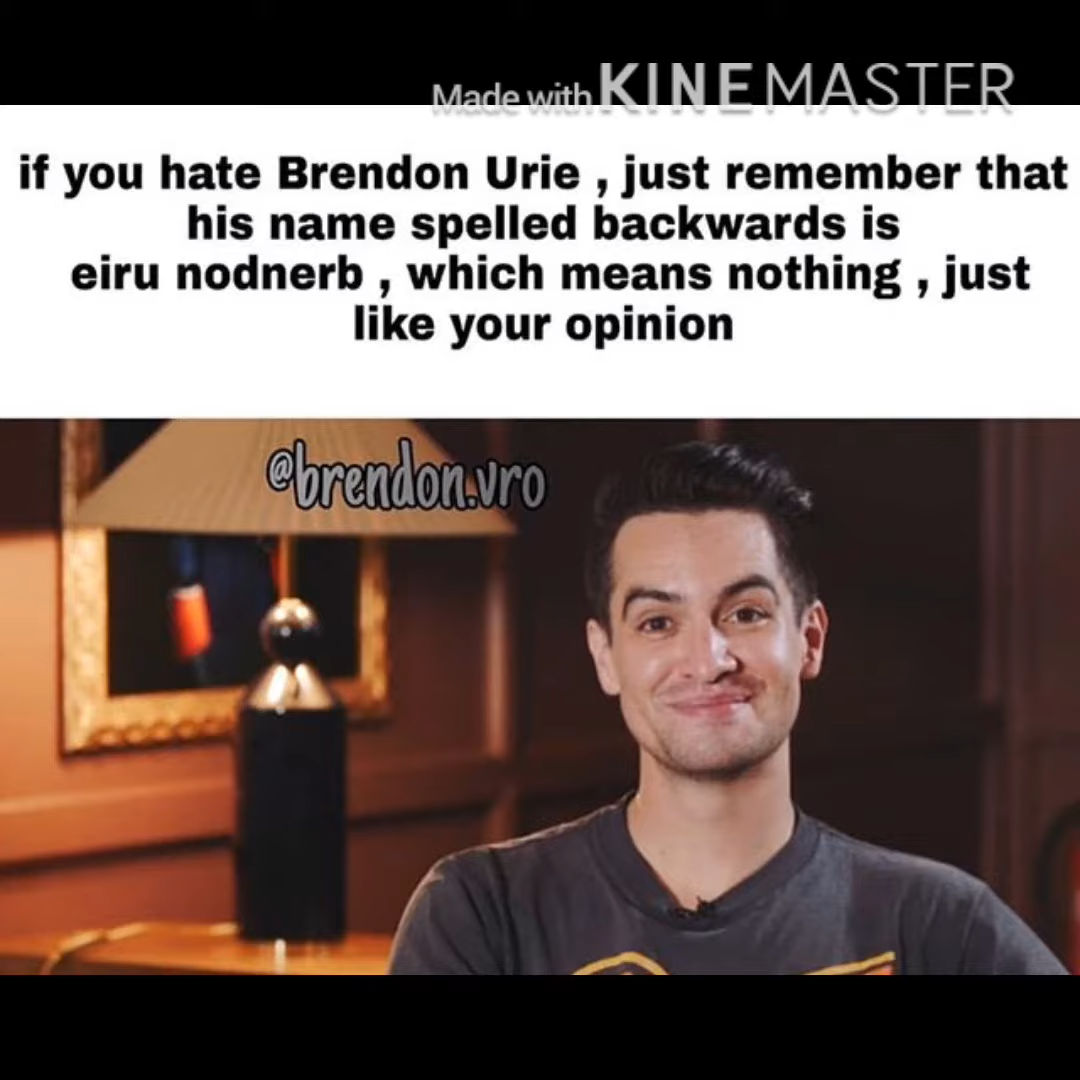 Made with KINEMASTER
if you hate Brendon Urie , just remember that
his name spelled backwards is
eiru nodnerb , which means nothing , just
like your opinion
@brendon.vro